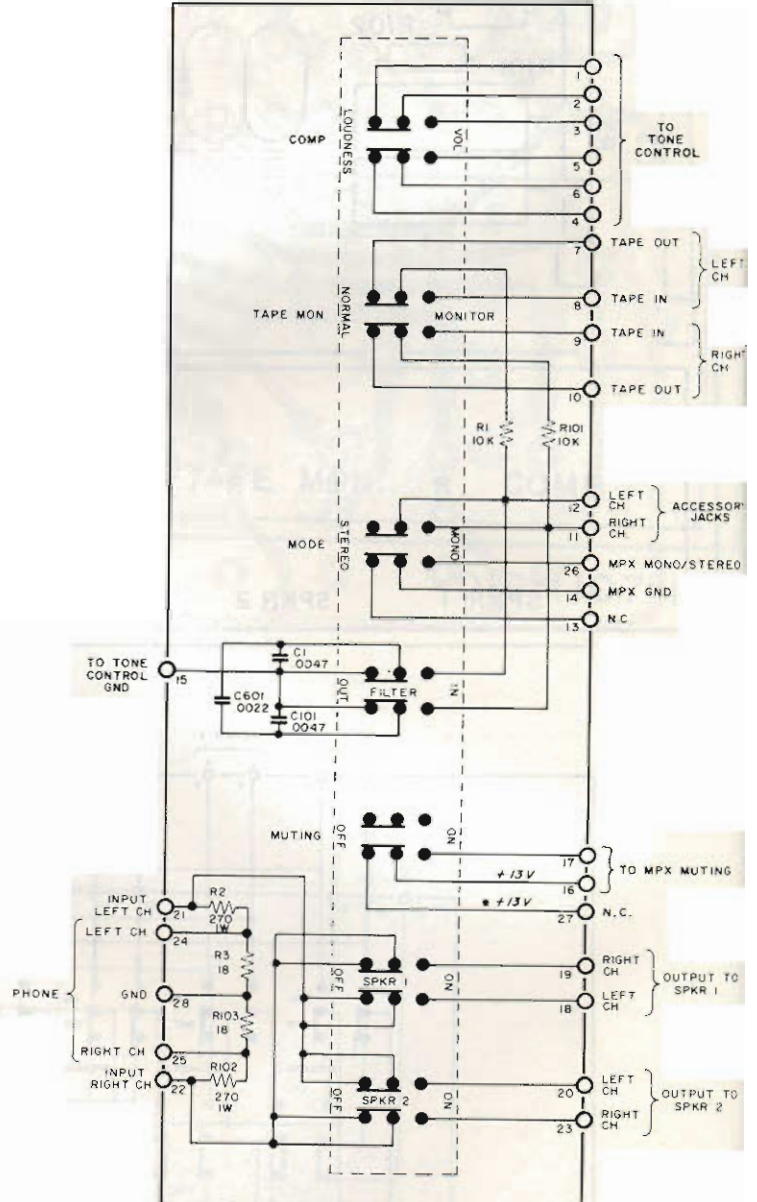 COMP
LOUDNESS
VOL
1
2
3
5
6
4
TO
TONE
CONTROL
7 TAPE OUT
LEFT
CH
TAPE MON
NORMAL
MONITOR
8 TAPE IN
9 TAPE IN
RIGHT
CH
10 TAPE OUT
R1
10K
R101
10K
12 LEFT
CH
11 RIGHT
CH
ACCESSOR
JACKS
MODE
STEREO
MONO
26 MPX MONO/STEREO
14 MPX GND
13 N.C.
TO TONE
CONTROL
GND
15
C1
.0047
C601
.0022
C101
.0047
OUT
FILTER
IN
MUTING
OFF
ON
17
+13V
16
TO MPX MUTING
* +13V
27 N.C.
INPUT
LEFT CH
21
R2
270
1W
LEFT CH
24
R3
18
PHONE
GND
28
R103
18
RIGHT CH
25
INPUT
RIGHT CH
22
R102
270
1W
OFF
SPKR 1
ON
19 RIGHT
CH
18 LEFT
CH
OUTPUT TO
SPKR 1
OFF
SPKR 2
ON
20 LEFT
CH
23 RIGHT
CH
OUTPUT TO
SPKR 2